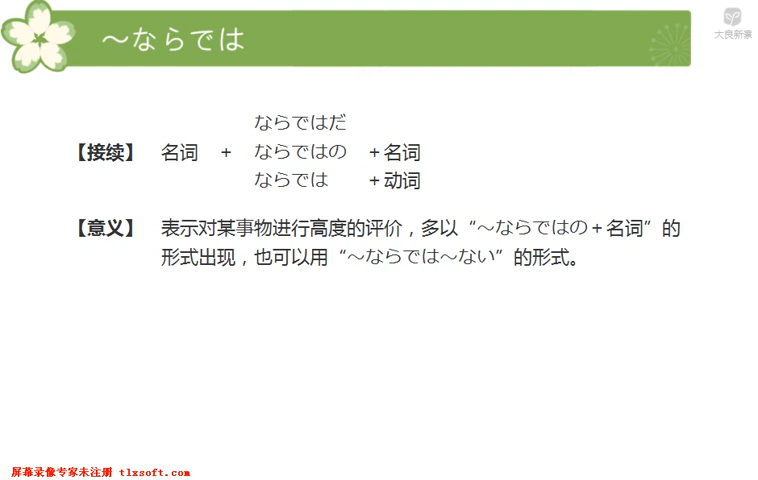 ～ならでは
大良新濠
ならではだ
【接续】 名词 + ならではの +名词
ならでは +动词
【意义】 表示对某事物进行高度的评价，多以“～ならではの＋名词”的
形式出现，也可以用“～ならでは～ない”的形式。
屏幕录像专家未注册 tlxsoft.com